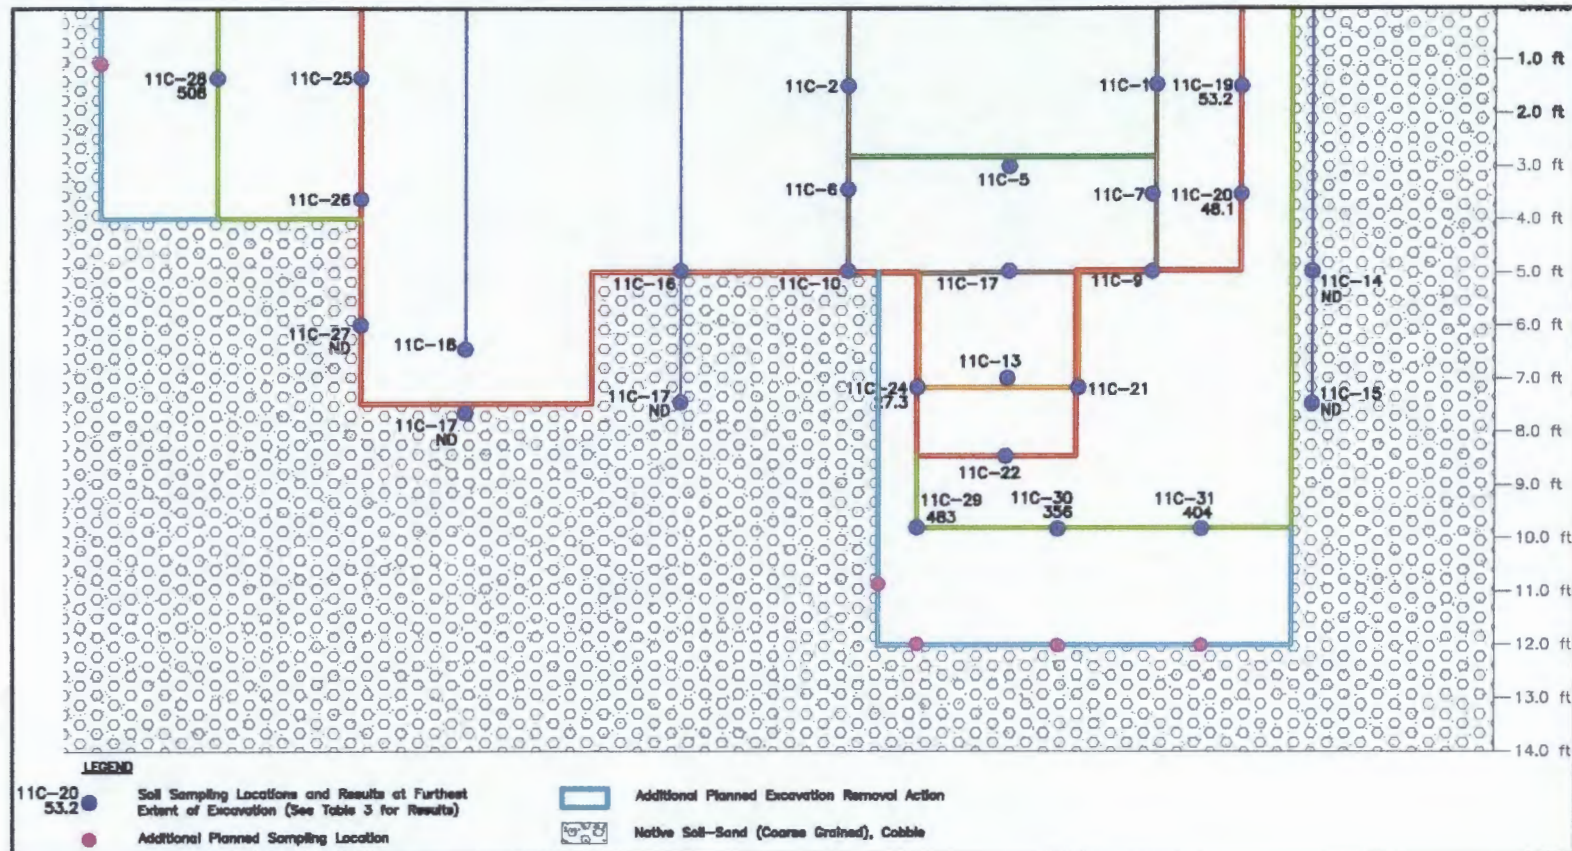 1.0 ft
11C-28
508
11C-25
11C-2
11C-1
11C-19
53.2
2.0 ft
3.0 ft
11C-5
11C-26
11C-6
11C-7
11C-20
48.1
4.0 ft
5.0 ft
11C-16
11C-10
11C-17
11C-9
11C-14
ND
6.0 ft
11C-27
ND
11C-18
11C-13
7.0 ft
11C-24
11C-21
11C-17
ND
11C-15
ND
11C-17
ND
8.0 ft
11C-22
9.0 ft
11C-29
483
11C-30
356
11C-31
404
10.0 ft
11.0 ft
12.0 ft
13.0 ft
14.0 ft
LEGEND
11C-20
53.2
Soil Sampling Locations and Results at Furthest
Extent of Excavation (See Table 3 for Results)
Additional Planned Sampling Location
Additional Planned Excavation Removal Action
Native Soil-Sand (Coarse Grained), Cobble